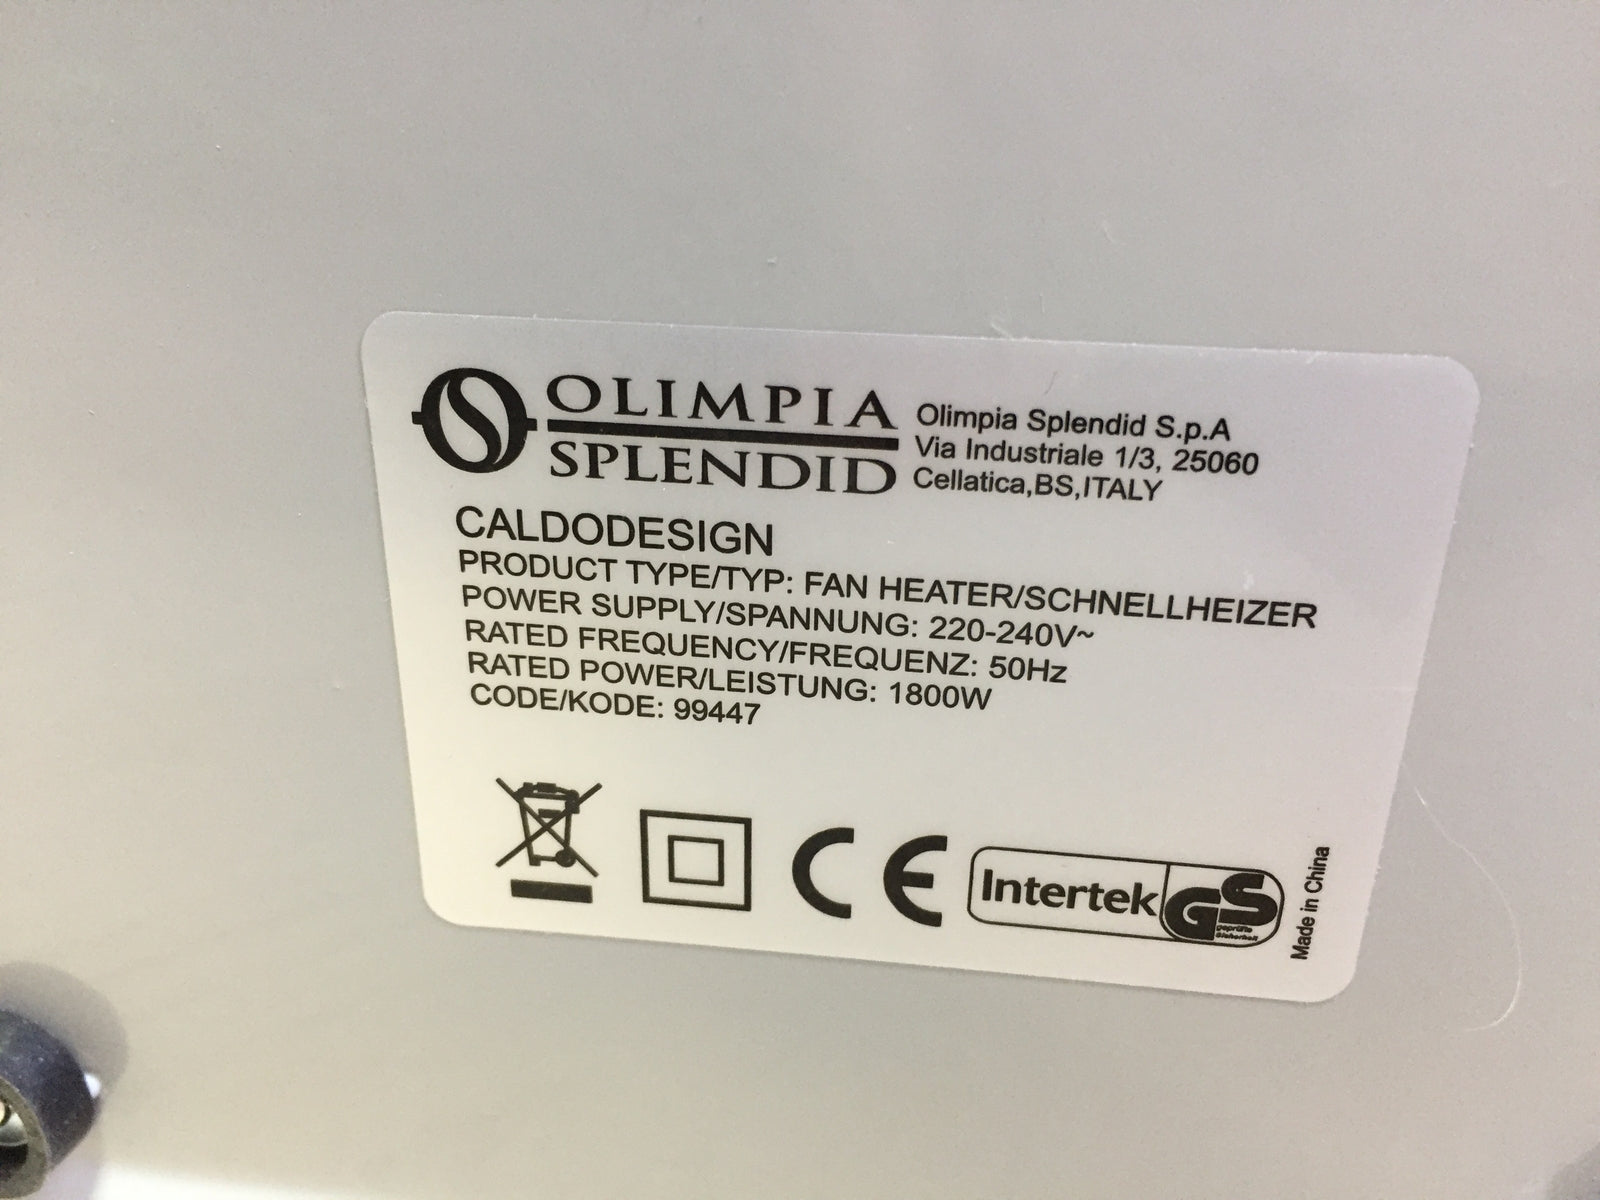 OLIMPIA
SPLENDID
Olimpia Splendid S.p.A
Via Industriale 1/3, 25060
Cellatica,BS,ITALY
CALDODESIGN
PRODUCT TYPE/TYP: FAN HEATER/SCHNELLHEIZER
POWER SUPPLY/SPANNUNG: 220-240V~
RATED FREQUENCY/FREQUENZ: 50Hz
RATED POWER/LEISTUNG: 1800W
CODE/KODE: 99447
CE
Intertek
GS
geprüfte
Sicherheit
Made in China